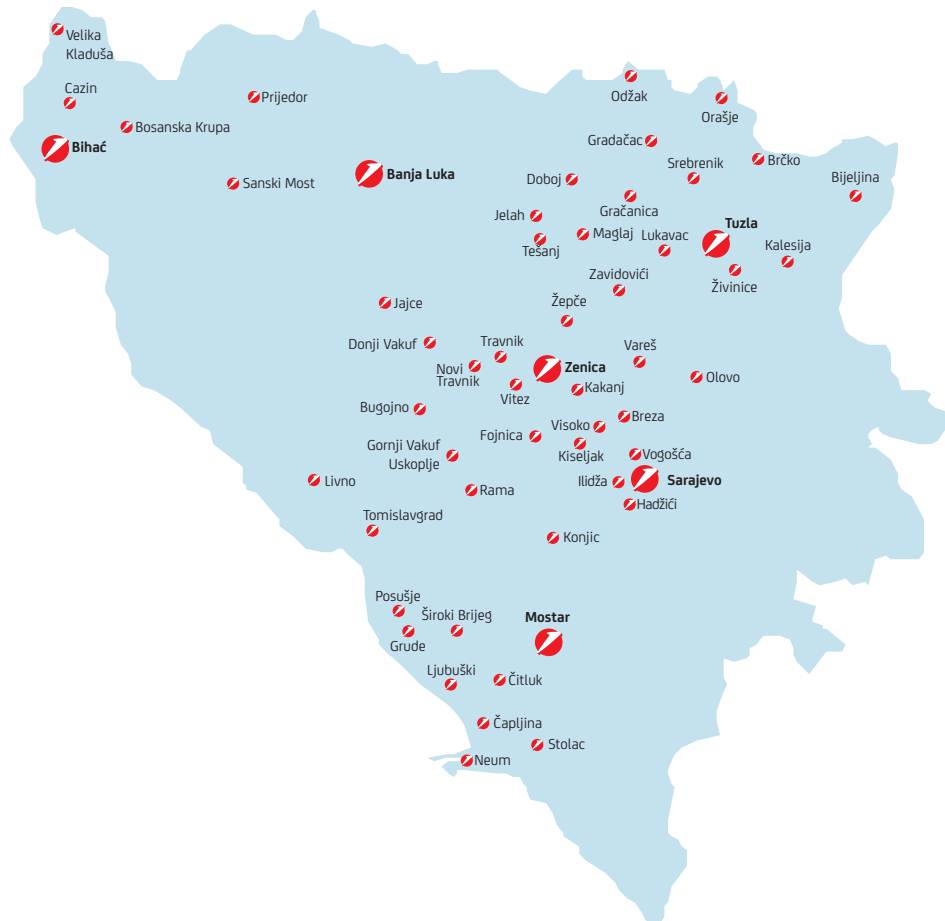 Velika
Kladuša
Cazin
Prijedor
Bosanska Krupa
Bihać
Sanski Most
Banja Luka
Odžak
Orašje
Gradačac
Brčko
Srebrenik
Bijeljina
Doboj
Gračanica
Jelah
Tuzla
Maglaj
Lukavac
Tešanj
Kalesija
Živinice
Zavidovići
Žepče
Jajce
Donji Vakuf
Travnik
Novi
Travnik
Zenica
Vareš
Olovo
Vitez
Kakanj
Bugojno
Breza
Visoko
Fojnica
Kiseljak
Gornji Vakuf
Uskoplje
Vogošća
Livno
Ilidža
Sarajevo
Rama
Hadžići
Tomislavgrad
Konjic
Posušje
Široki Brijeg
Mostar
Grude
Ljubuški
Čitluk
Čapljina
Stolac
Neum